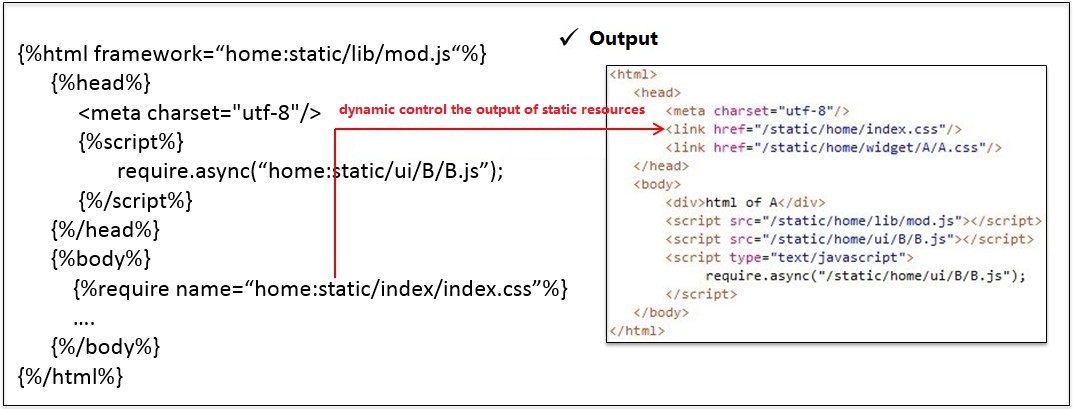 {%html framework=“home:static/lib/mod.js“%}
{%head%}
<meta charset="utf-8"/>
{%script%}
require.async(“home:static/ui/B/B.js”);
{%/script%}
{%/head%}
{%body%}
{%require name=“home:static/index/index.css”%}
....
{%/body%}
{%/html%}
dynamic control the output of static resources
✓ Output
<html>
<head>
<meta charset="utf-8"/>
<link href="/static/home/index.css"/>
<link href="/static/home/widget/A/A.css"/>
</head>
<body>
<div>html of A</div>
<script src="/static/home/lib/mod.js"></script>
<script src="/static/home/ui/B/B.js"></script>
<script type="text/javascript">
require.async("/static/home/ui/B/B.js");
</script>
</body>
</html>